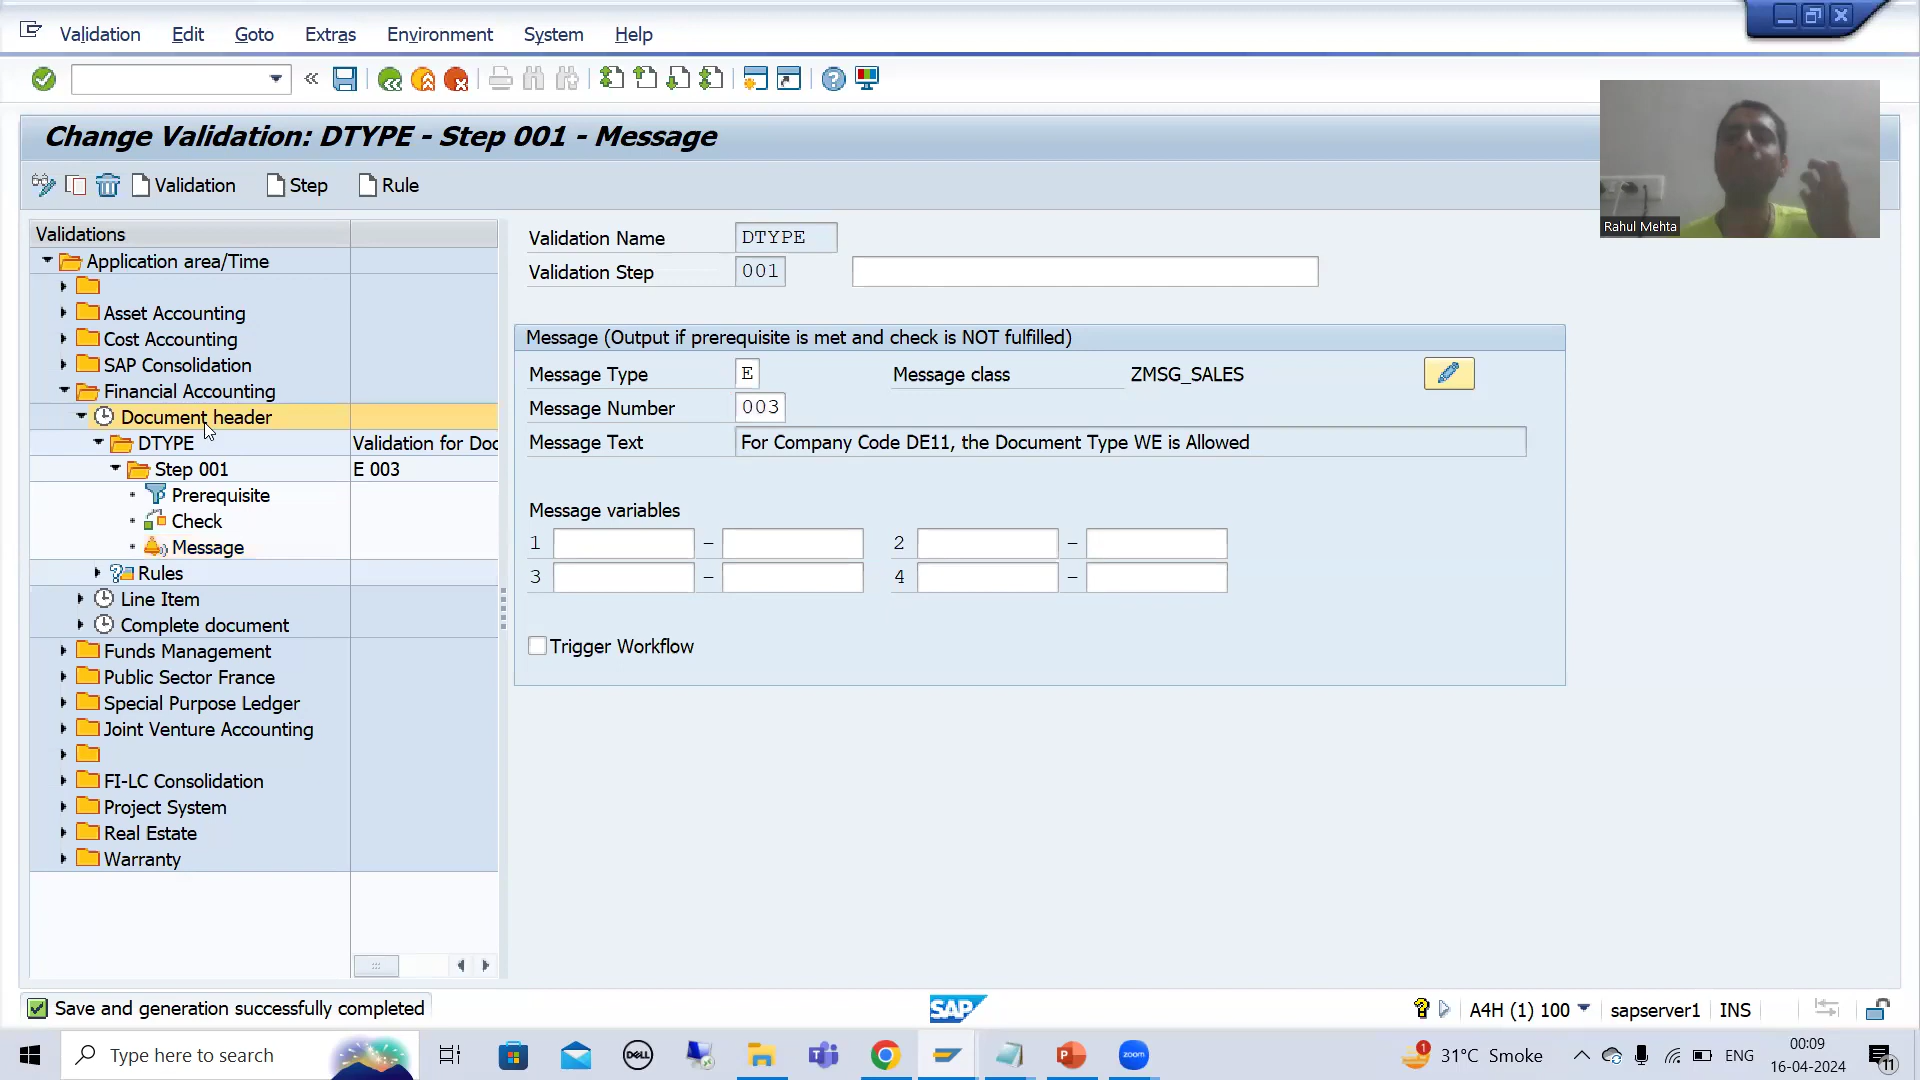 Validation Edit Goto Extras Environment System Help
Change Validation: DTYPE - Step 001 - Message
Validation Step Rule
Rahul Mehta
Validations
Application area/Time
Asset Accounting
Cost Accounting
SAP Consolidation
Financial Accounting
Document header
DTYPE Validation for Doc
Step 001 E 003
Prerequisite
Check
Message
Rules
Line Item
Complete document
Funds Management
Public Sector France
Special Purpose Ledger
Joint Venture Accounting
FI-LC Consolidation
Project System
Real Estate
Warranty
Validation Name DTYPE
Validation Step 001
Message (Output if prerequisite is met and check is NOT fulfilled)
Message Type E Message class ZMSG_SALES
Message Number 003
Message Text For Company Code DE11, the Document Type WE is Allowed
Message variables
1 – 2 –
3 – 4 –
Trigger Workflow
Save and generation successfully completed
SAP
A4H (1) 100 sapserver1 INS
Type here to search
DELL
zoom
1
31°C Smoke
ENG
00:09
16-04-2024
11